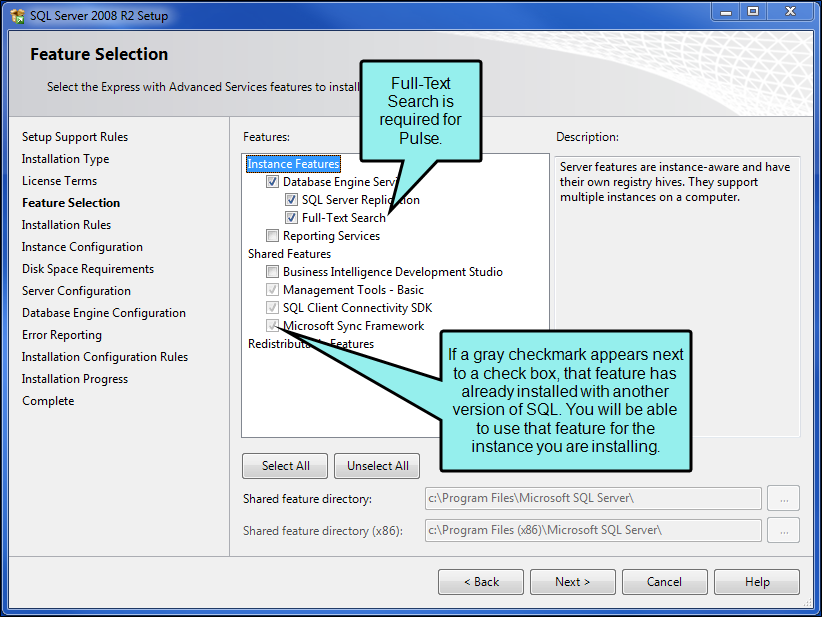 SQL Server 2008 R2 Setup
Feature Selection
Select the Express with Advanced Services features to install
Full-Text
Search is
required for
Pulse.
Setup Support Rules
Installation Type
License Terms
Feature Selection
Installation Rules
Instance Configuration
Disk Space Requirements
Server Configuration
Database Engine Configuration
Error Reporting
Installation Configuration Rules
Installation Progress
Complete
Features:
Instance Features
Database Engine Servi
SQL Server Replication
Full-Text Search
Reporting Services
Shared Features
Business Intelligence Development Studio
Management Tools - Basic
SQL Client Connectivity SDK
Microsoft Sync Framework
Redistributable Features
If a gray checkmark appears next
to a check box, that feature has
already installed with another
version of SQL. You will be able
to use that feature for the
instance you are installing.
Description:
Server features are instance-aware and have
their own registry hives. They support
multiple instances on a computer.
Select All
Unselect All
Shared feature directory:
c:\Program Files\Microsoft SQL Server\
...
Shared feature directory (x86):
c:\Program Files (x86)\Microsoft SQL Server\
...
< Back
Next >
Cancel
Help